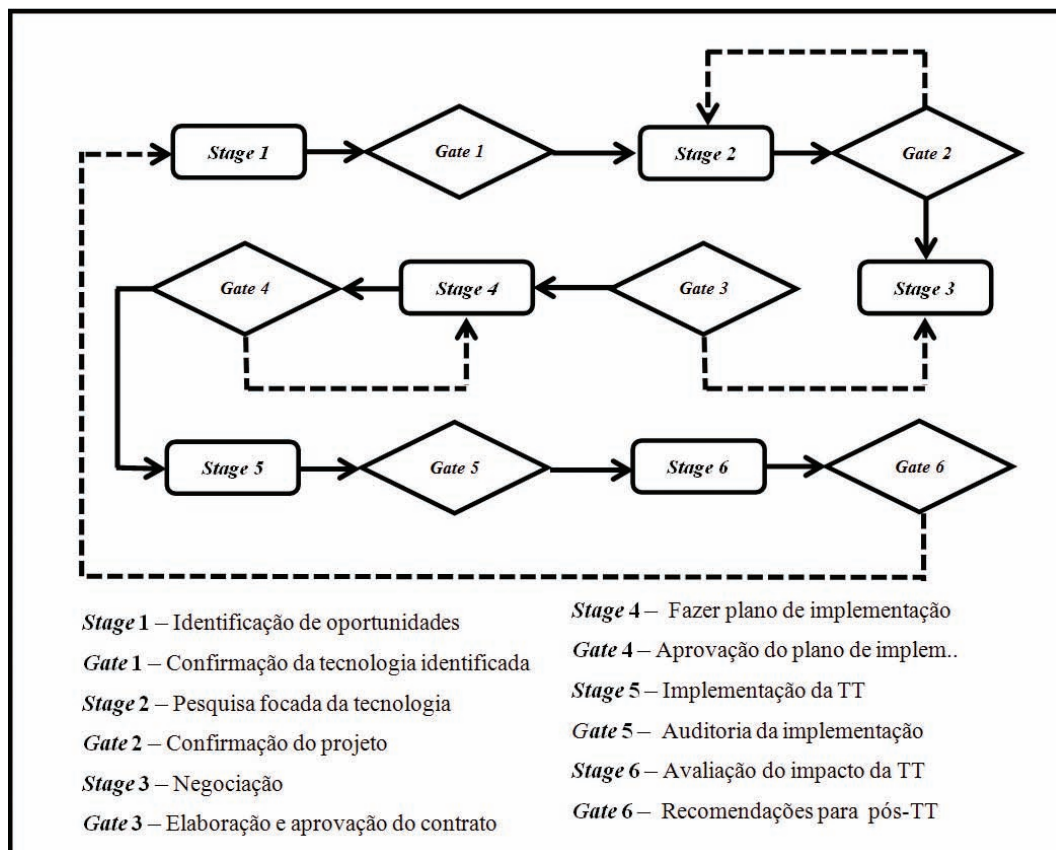 Stage 1
Gate 1
Stage 2
Gate 2
Gate 4
Stage 4
Gate 3
Stage 3
Stage 5
Gate 5
Stage 6
Gate 6
Stage 1 – Identificação de oportunidades
Gate 1 – Confirmação da tecnologia identificada
Stage 2 – Pesquisa focada da tecnologia
Gate 2 – Confirmação do projeto
Stage 3 – Negociação
Gate 3 – Elaboração e aprovação do contrato
Stage 4 – Fazer plano de implementação
Gate 4 – Aprovação do plano de implem..
Stage 5 – Implementação da TT
Gate 5 – Auditoria da implementação
Stage 6 – Avaliação do impacto da TT
Gate 6 – Recomendações para pós-TT